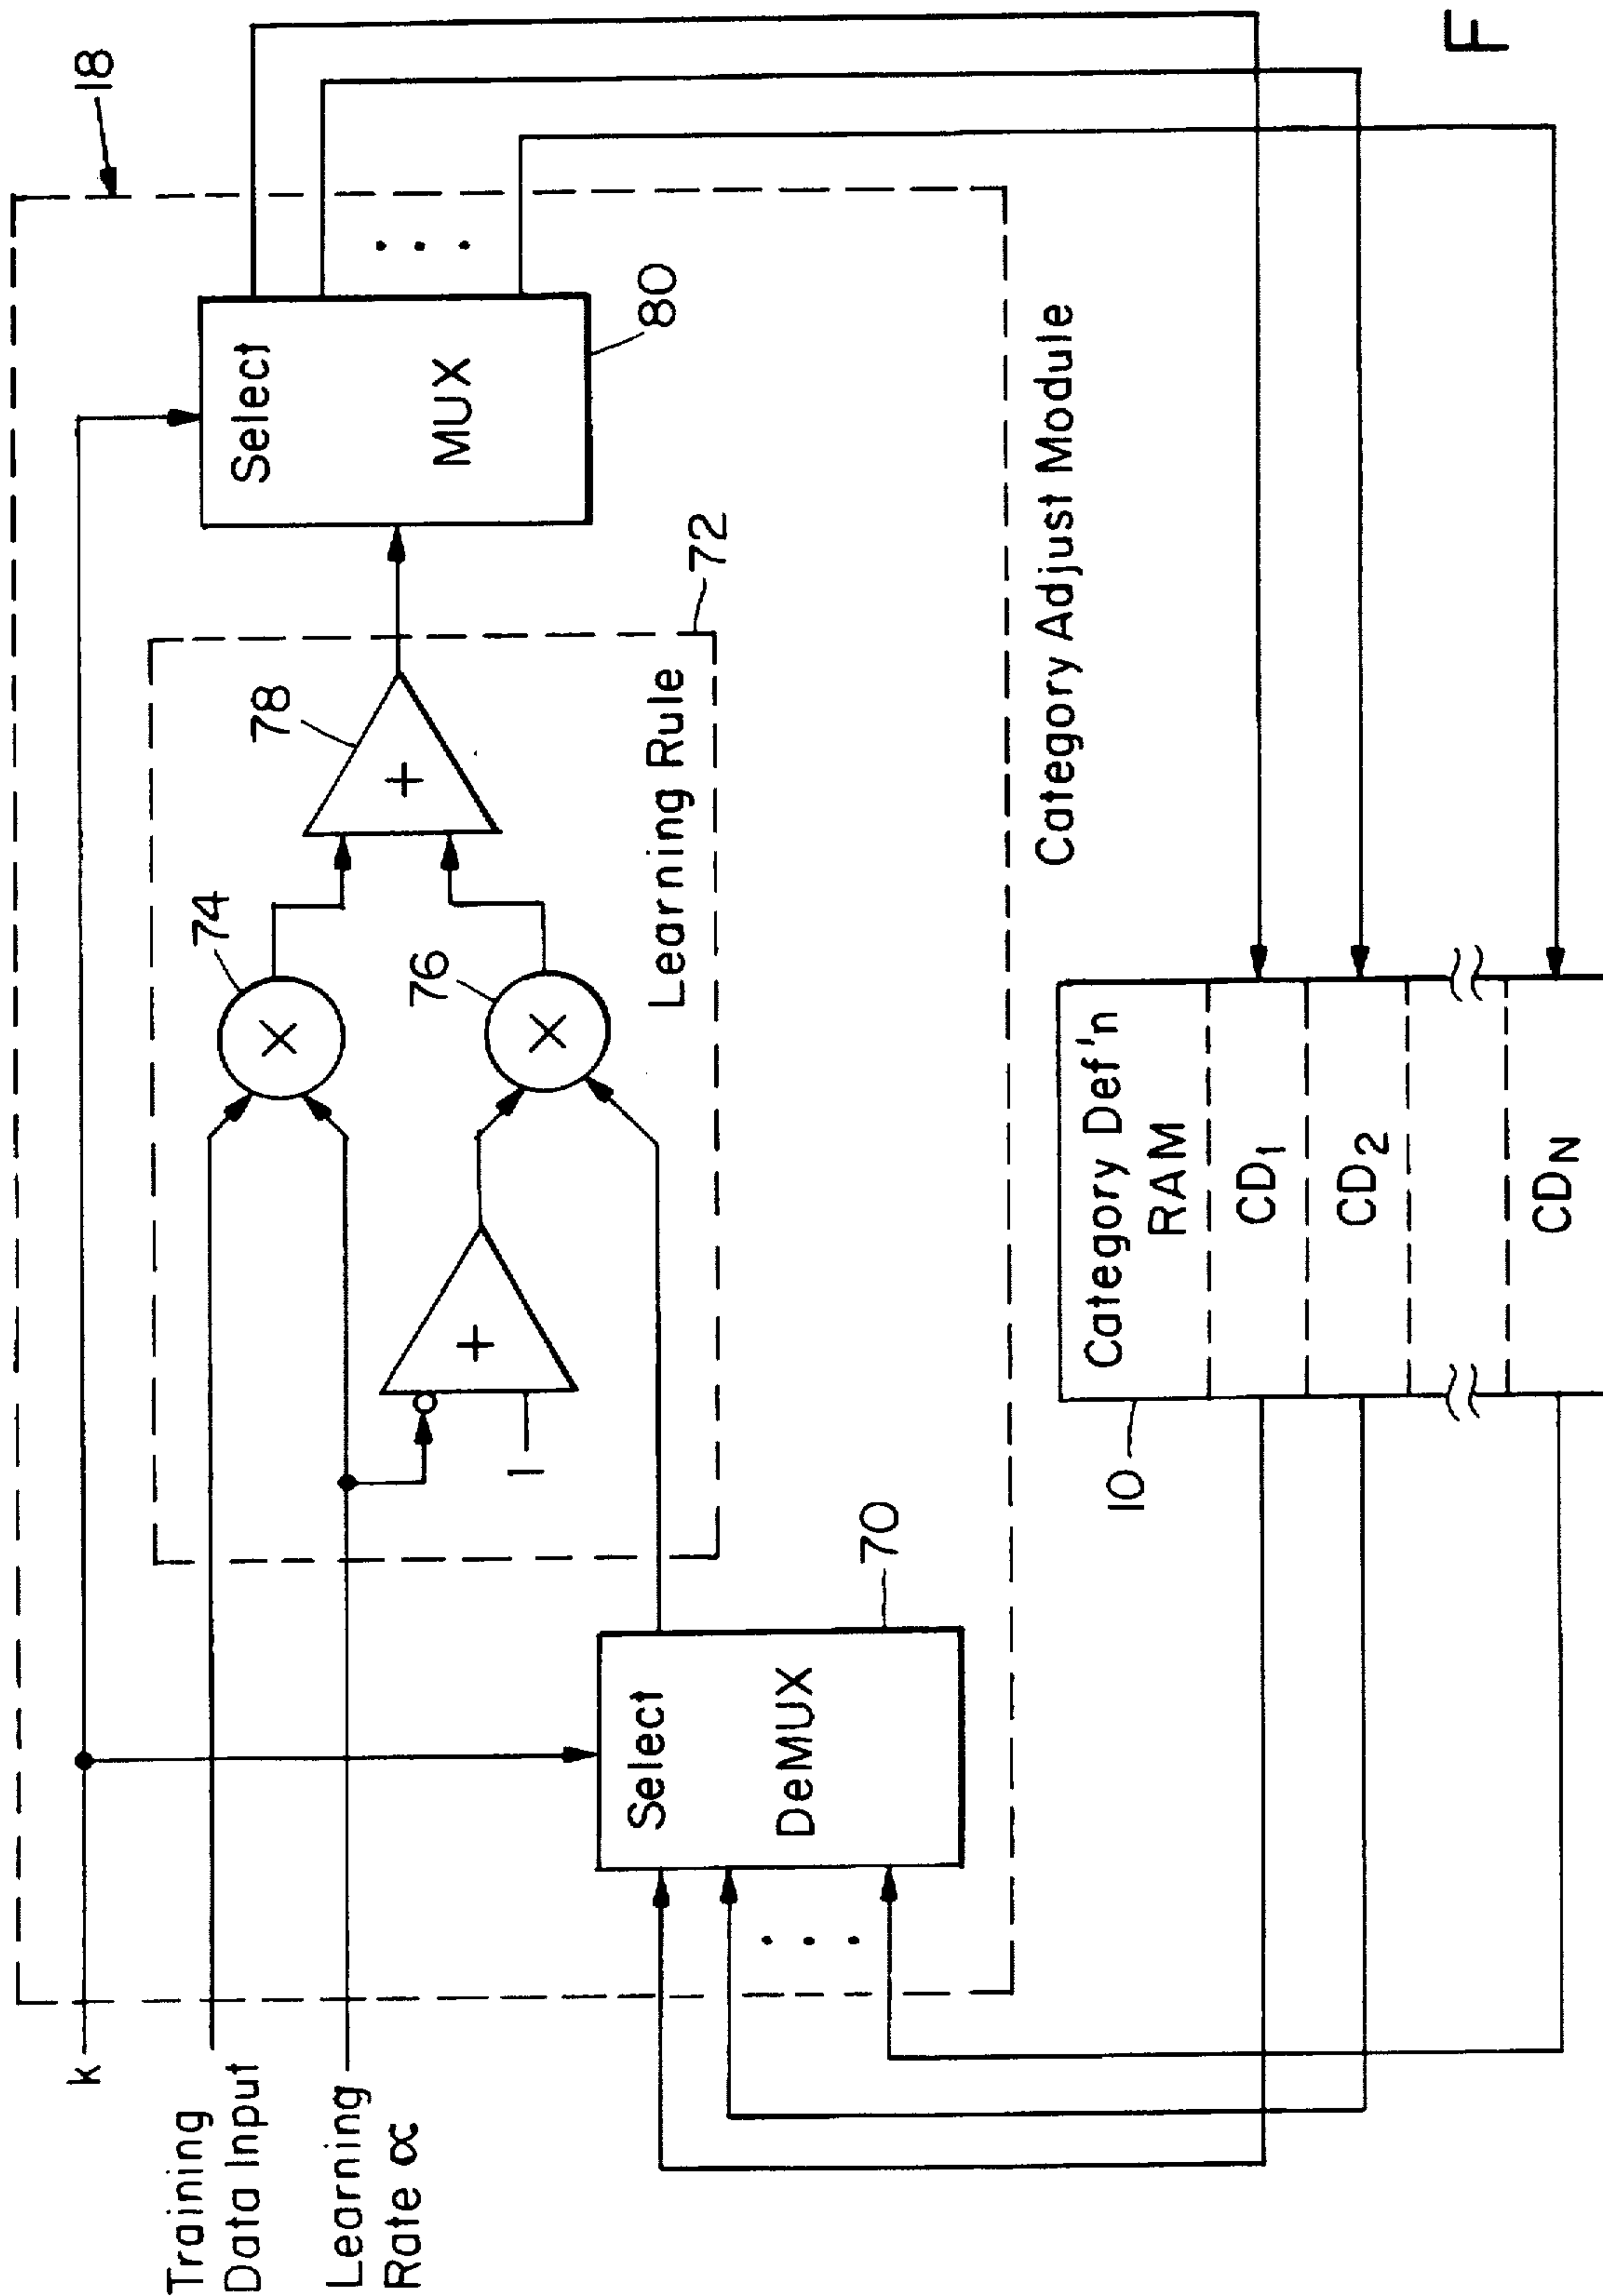 18
k
Training
Data Input
Learning
Rate ∝
74
×
76
×
78
+
+
1
Learning Rule
72
Select
MUX
80
Select
DeMUX
70
Category Adjust Module
10
Category Def'n
RAM
CD₁
CD₂
CD_N
F